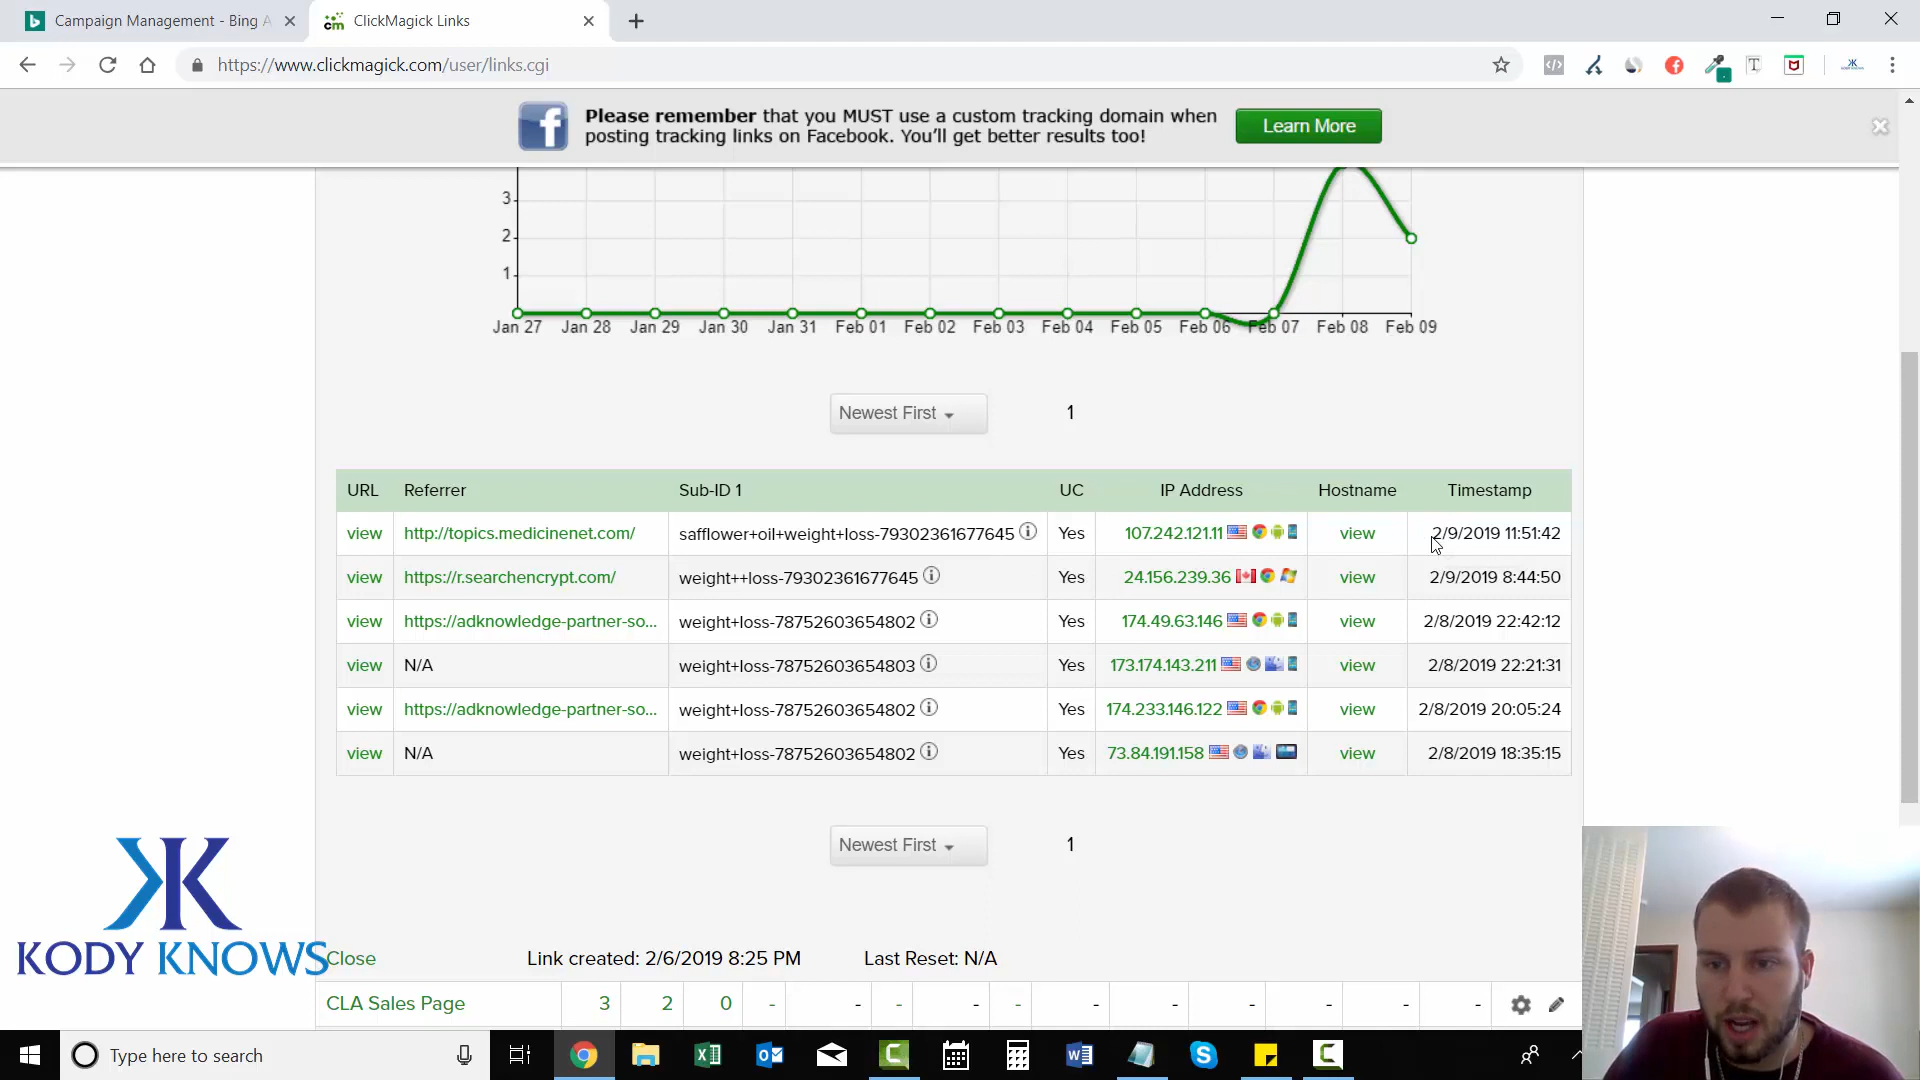 Campaign Management - Bing A
ClickMagick Links
https://www.clickmagick.com/user/links.cgi
Please remember that you MUST use a custom tracking domain when
posting tracking links on Facebook. You'll get better results too!
Learn More
3
2
1
Jan 27 Jan 28 Jan 29 Jan 30 Jan 31 Feb 01 Feb 02 Feb 03 Feb 04 Feb 05 Feb 06 Feb 07 Feb 08 Feb 09
Newest First 1
URL Referrer Sub-ID 1 UC IP Address Hostname Timestamp
view http://topics.medicinenet.com/ safflower+oil+weight+loss-79302361677645 Yes 107.242.121.11 view 2/9/2019 11:51:42
view https://r.searchencrypt.com/ weight++loss-79302361677645 Yes 24.156.239.36 view 2/9/2019 8:44:50
view https://adknowledge-partner-so... weight+loss-78752603654802 Yes 174.49.63.146 view 2/8/2019 22:42:12
view N/A weight+loss-78752603654803 Yes 173.174.143.211 view 2/8/2019 22:21:31
view https://adknowledge-partner-so... weight+loss-78752603654802 Yes 174.233.146.122 view 2/8/2019 20:05:24
view N/A weight+loss-78752603654802 Yes 73.84.191.158 view 2/8/2019 18:35:15
Newest First 1
KODY KNOWS
Close Link created: 2/6/2019 8:25 PM Last Reset: N/A
CLA Sales Page 3 2 0 - - - - - - - - - - -
Type here to search